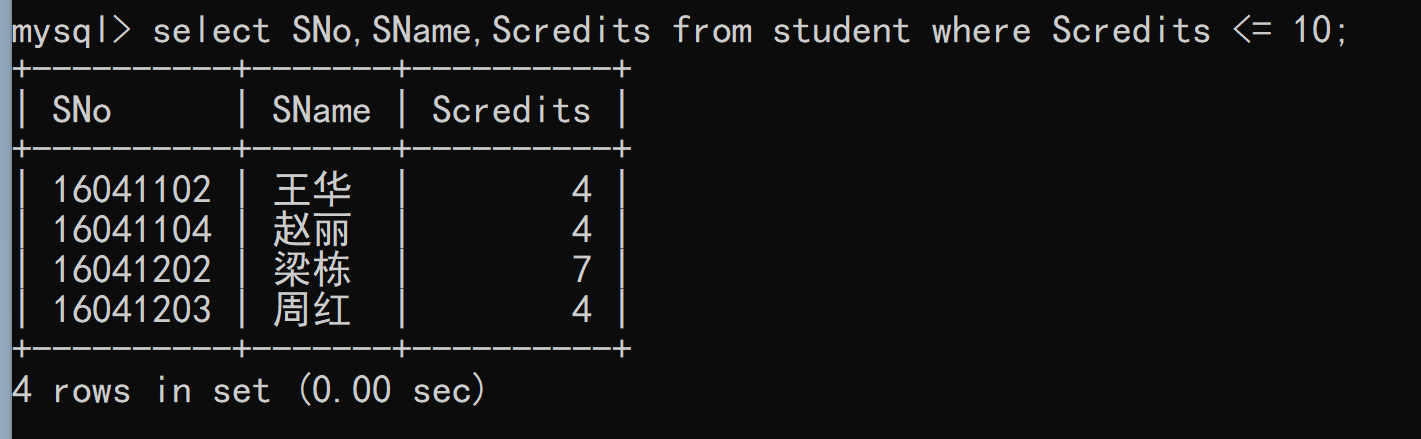 mysql> select SNo,SName,Scredits from student where Scredits <= 10;
+----------+-------+----------+
| SNo      | SName | Scredits |
+----------+-------+----------+
| 16041102 | 王华  |        4 |
| 16041104 | 赵丽  |        4 |
| 16041202 | 梁栋  |        7 |
| 16041203 | 周红  |        4 |
+----------+-------+----------+
4 rows in set (0.00 sec)